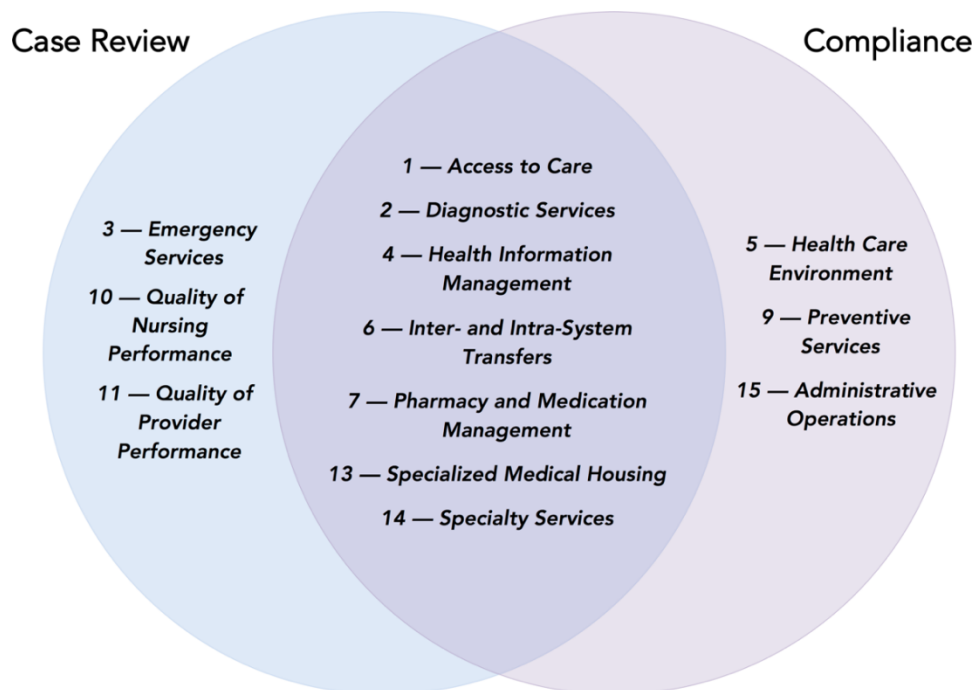 Case Review
Compliance
3 — Emergency
Services
10 — Quality of
Nursing
Performance
11 — Quality of
Provider
Performance
1 — Access to Care
2 — Diagnostic Services
4 — Health Information
Management
6 — Inter- and Intra-System
Transfers
7 — Pharmacy and Medication
Management
13 — Specialized Medical Housing
14 — Specialty Services
5 — Health Care
Environment
9 — Preventive
Services
15 — Administrative
Operations